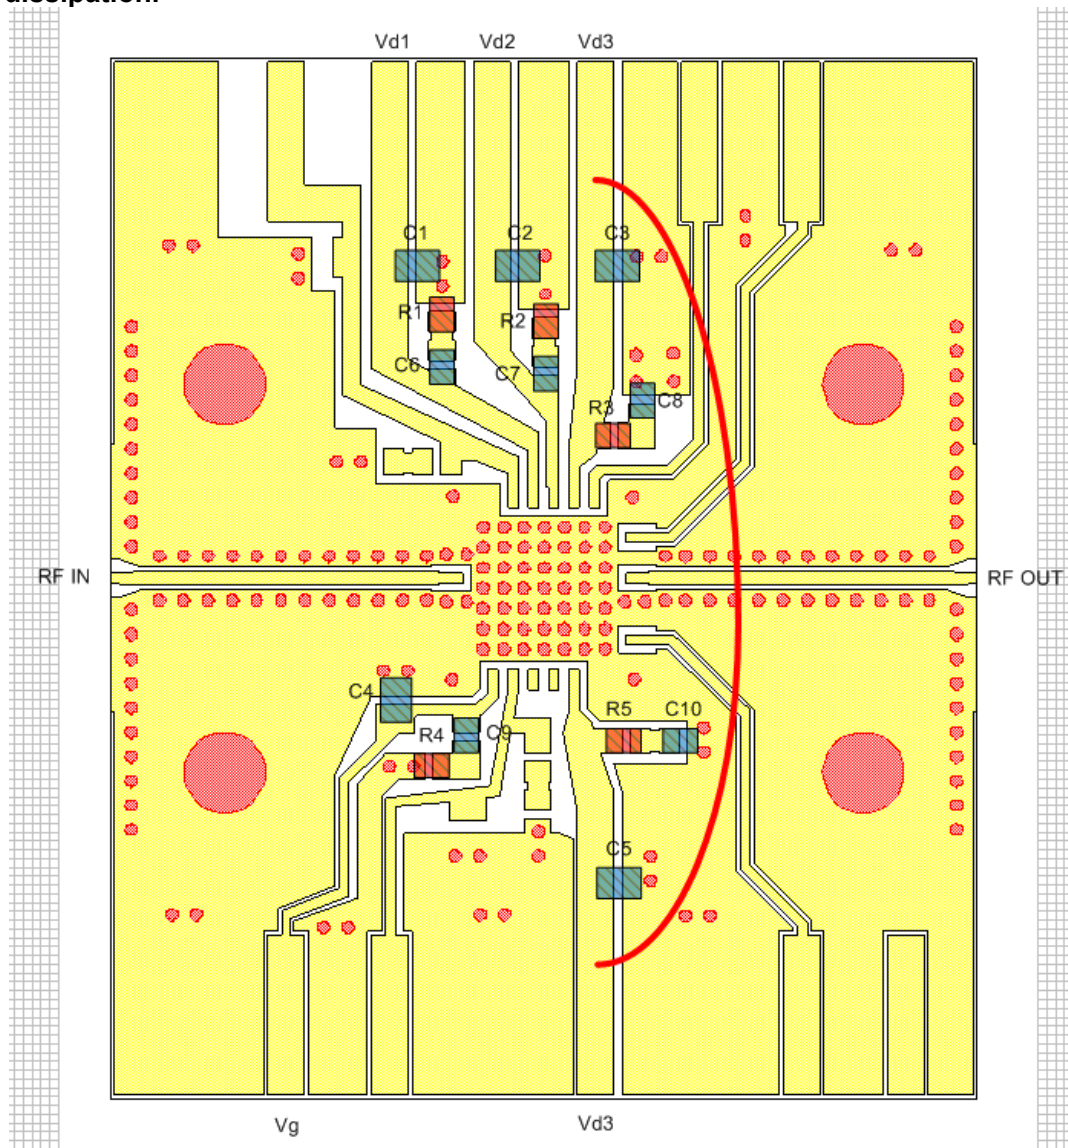 dissipation.
Vd1 Vd2 Vd3
C1 C2 C3
R1 R2
C6 C7
R3 C8
RF IN RF OUT
C4
R4 C9 R5 C10
C5
Vg Vd3